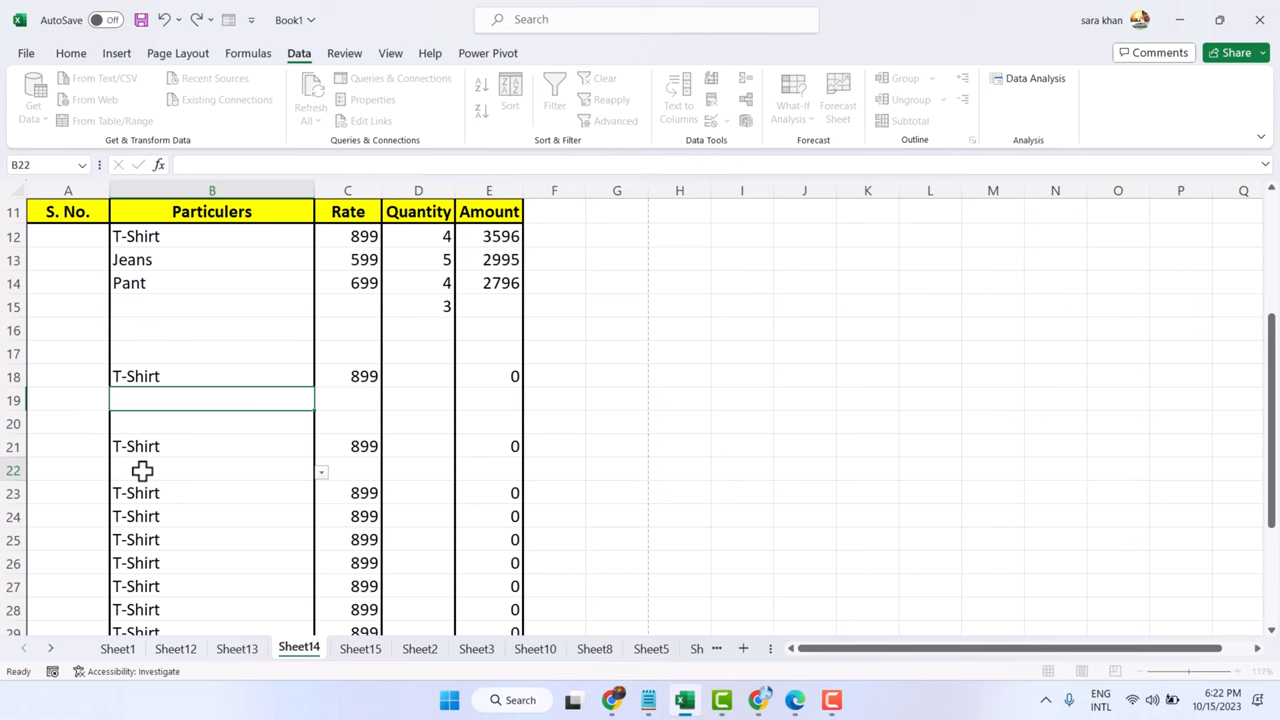 AutoSave Off Book1 Search sara khan
File Home Insert Page Layout Formulas Data Review View Help Power Pivot Comments Share
Get Data
From Text/CSV
From Web
From Table/Range
Recent Sources
Existing Connections
Get & Transform Data
Refresh All
Queries & Connections
Properties
Edit Links
Queries & Connections
Sort
Filter
Clear
Reapply
Advanced
Sort & Filter
Text to Columns
Data Tools
What-If Analysis
Forecast Sheet
Forecast
Group
Ungroup
Subtotal
Outline
Data Analysis
Analysis
B22 fx
A B C D E F G H I J K L M N O P Q
11 S. No. Particulers Rate Quantity Amount
12 T-Shirt 899 4 3596
13 Jeans 599 5 2995
14 Pant 699 4 2796
15 3
16
17
18 T-Shirt 899 0
19
20
21 T-Shirt 899 0
22
23 T-Shirt 899 0
24 T-Shirt 899 0
25 T-Shirt 899 0
26 T-Shirt 899 0
27 T-Shirt 899 0
28 T-Shirt 899 0
29 T-Shirt 899 0
Sheet1 Sheet12 Sheet13 Sheet14 Sheet15 Sheet2 Sheet3 Sheet10 Sheet8 Sheet5 Sh ...
Ready Accessibility: Investigate 117%
Search ENG INTL 6:22 PM 10/15/2023